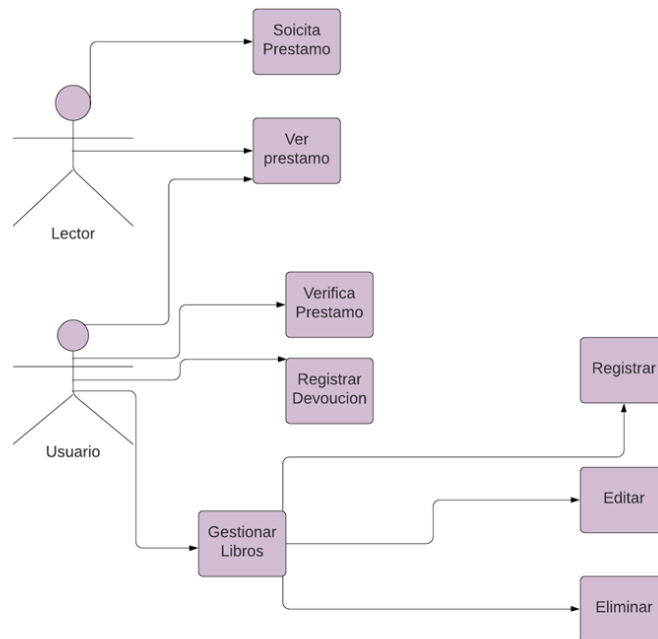 Soicita
Prestamo
Ver
prestamo
Lector
Verifica
Prestamo
Registrar
Devoucion
Registrar
Usuario
Editar
Gestionar
Libros
Eliminar